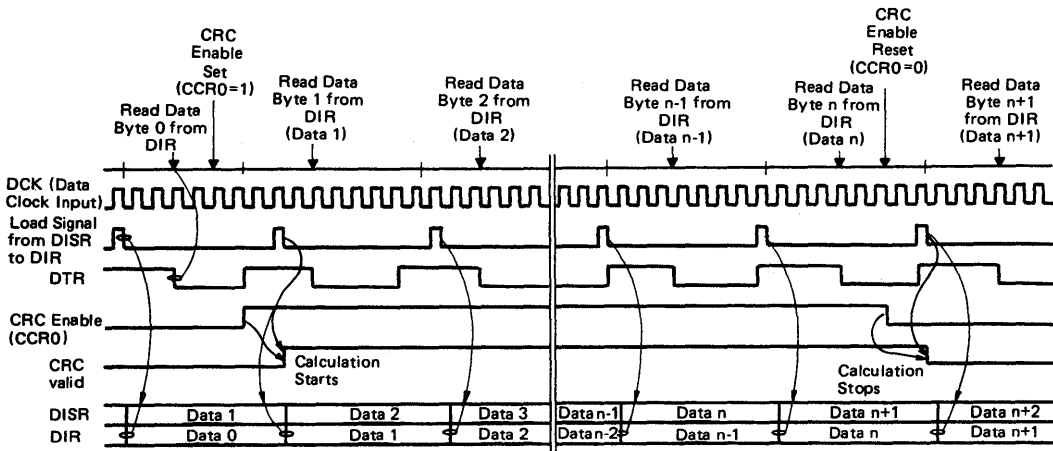 CRC
Enable
Set
(CCR0=1)
Read Data
Byte 0 from
DIR
Read Data
Byte 1 from
DIR
(Data 1)
Read Data
Byte 2 from
DIR
(Data 2)
Read Data
Byte n-1 from
DIR
(Data n-1)
Read Data
Byte n from
DIR
(Data n)
CRC
Enable
Reset
(CCR0=0)
Read Data
Byte n+1
from DIR
(Data n+1)
DCK (Data
Clock Input)
Load Signal
from DISR
to DIR
DTR
CRC Enable
(CCR0)
CRC
valid
Calculation
Starts
Calculation
Stops
DISR Data 1 Data 2 Data 3 Data n-1 Data n Data n+1 Data n+2
DIR Data 0 Data 1 Data 2 Data n-2 Data n-1 Data n Data n+1